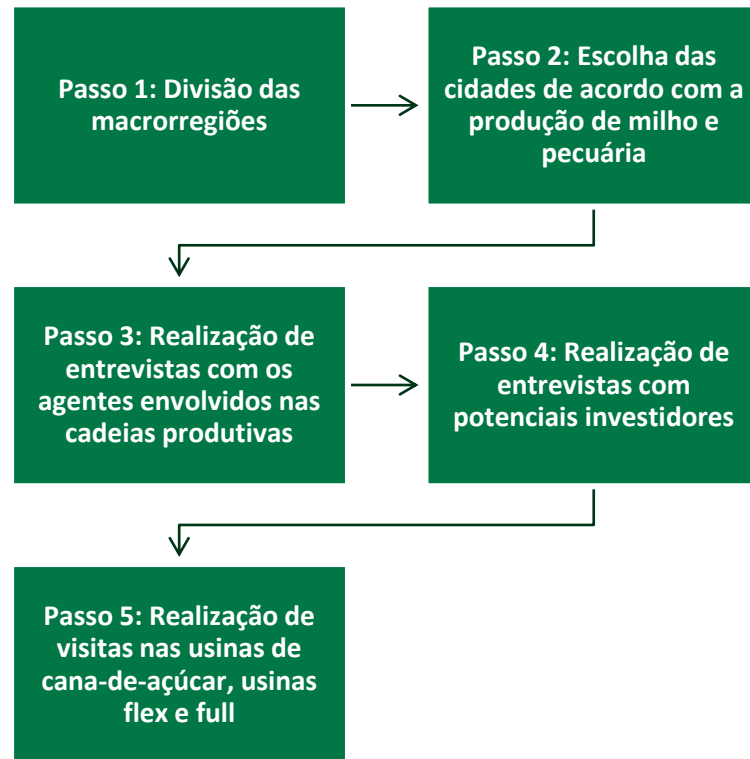 Passo 1: Divisão das
macrorregiões
Passo 2: Escolha das
cidades de acordo com a
produção de milho e
pecuária
Passo 3: Realização de
entrevistas com os
agentes envolvidos nas
cadeias produtivas
Passo 4: Realização de
entrevistas com
potenciais investidores
Passo 5: Realização de
visitas nas usinas de
cana-de-açúcar, usinas
flex e full